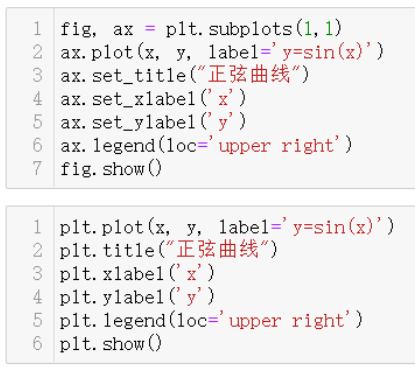 1 fig, ax = plt.subplots(1,1)
2 ax.plot(x, y, label='y=sin(x)')
3 ax.set_title("正弦曲线")
4 ax.set_xlabel('x')
5 ax.set_ylabel('y')
6 ax.legend(loc='upper right')
7 fig.show()
1 plt.plot(x, y, label='y=sin(x)')
2 plt.title("正弦曲线")
3 plt.xlabel('x')
4 plt.ylabel('y')
5 plt.legend(loc='upper right')
6 plt.show()